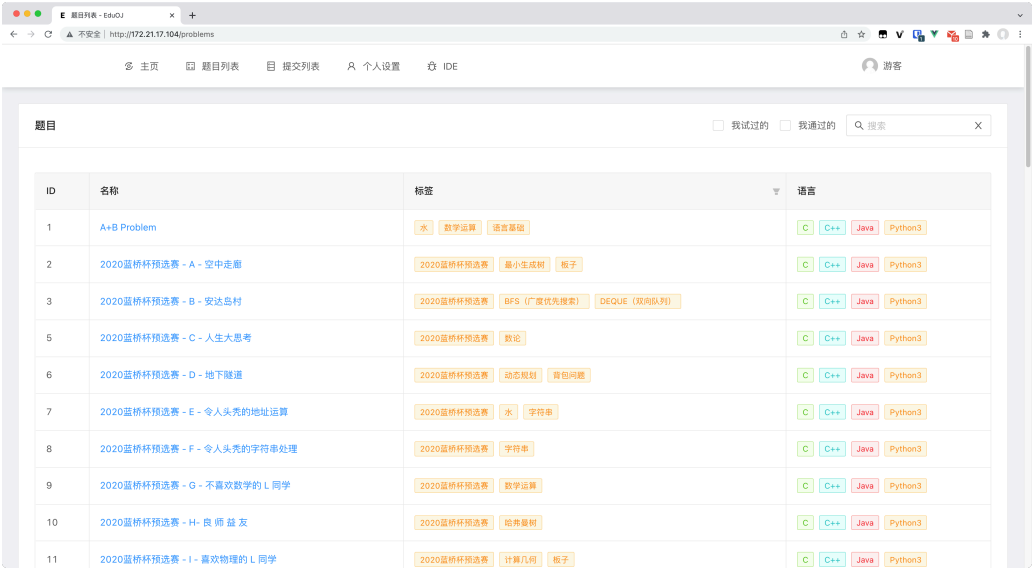 E 题目列表 - EduOJ
不安全 | http://172.21.17.104/problems
主页 题目列表 提交列表 个人设置 IDE 游客
题目 我试过的 我通过的 搜索
ID 名称 标签 语言
1 A+B Problem 水 数学运算 语言基础 C C++ Java Python3
2 2020蓝桥杯预选赛 - A - 空中走廊 2020蓝桥杯预选赛 最小生成树 板子 C C++ Java Python3
3 2020蓝桥杯预选赛 - B - 安达岛村 2020蓝桥杯预选赛 BFS（广度优先搜索） DEQUE（双向队列） C C++ Java Python3
5 2020蓝桥杯预选赛 - C - 人生大思考 2020蓝桥杯预选赛 数论 C C++ Java Python3
6 2020蓝桥杯预选赛 - D - 地下隧道 2020蓝桥杯预选赛 动态规划 背包问题 C C++ Java Python3
7 2020蓝桥杯预选赛 - E - 令人头秃的地址运算 2020蓝桥杯预选赛 水 字符串 C C++ Java Python3
8 2020蓝桥杯预选赛 - F - 令人头秃的字符串处理 2020蓝桥杯预选赛 字符串 C C++ Java Python3
9 2020蓝桥杯预选赛 - G - 不喜欢数学的 L 同学 2020蓝桥杯预选赛 数学运算 C C++ Java Python3
10 2020蓝桥杯预选赛 - H- 良 师 益 友 2020蓝桥杯预选赛 哈弗曼树 C C++ Java Python3
11 2020蓝桥杯预选赛 - I - 喜欢物理的 L 同学 2020蓝桥杯预选赛 计算几何 板子 C C++ Java Python3